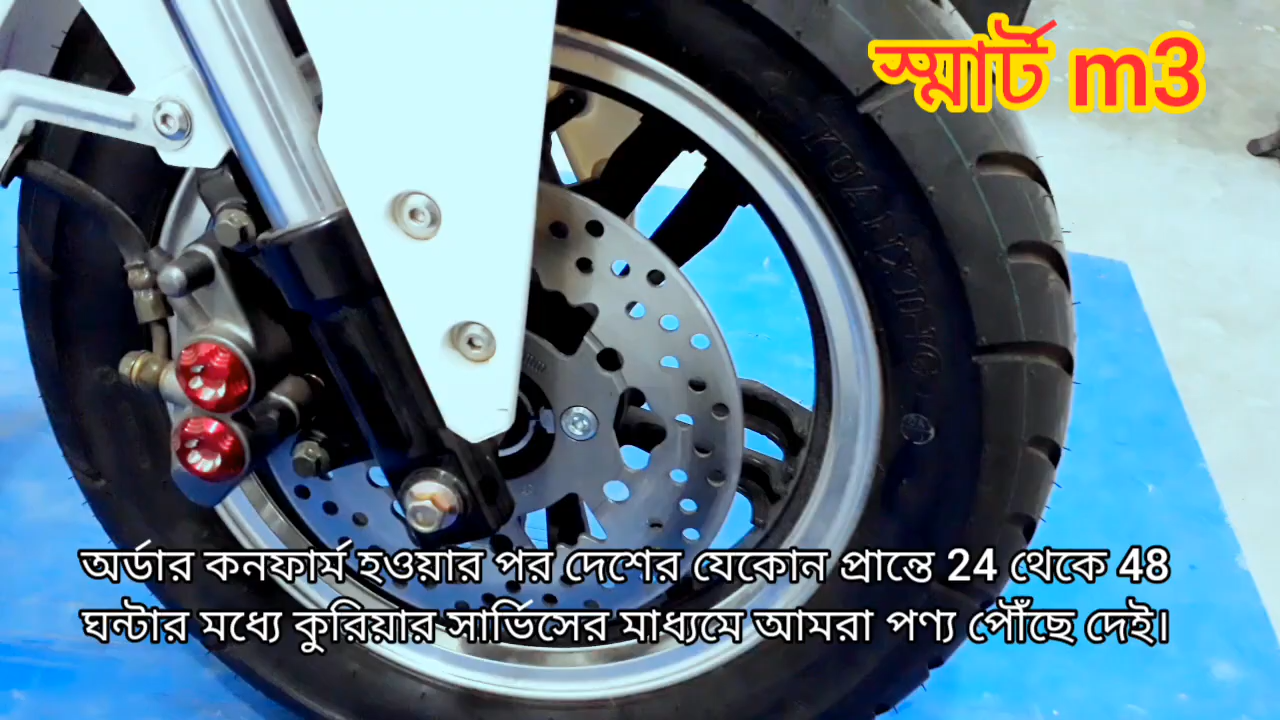 স্মার্ট m3
অর্ডার কনফার্ম হওয়ার পর দেশের যেকোন প্রান্তে 24 থেকে 48
ঘন্টার মধ্যে কুরিয়ার সার্ভিসের মাধ্যমে আমরা পণ্য পৌঁছে দেই।